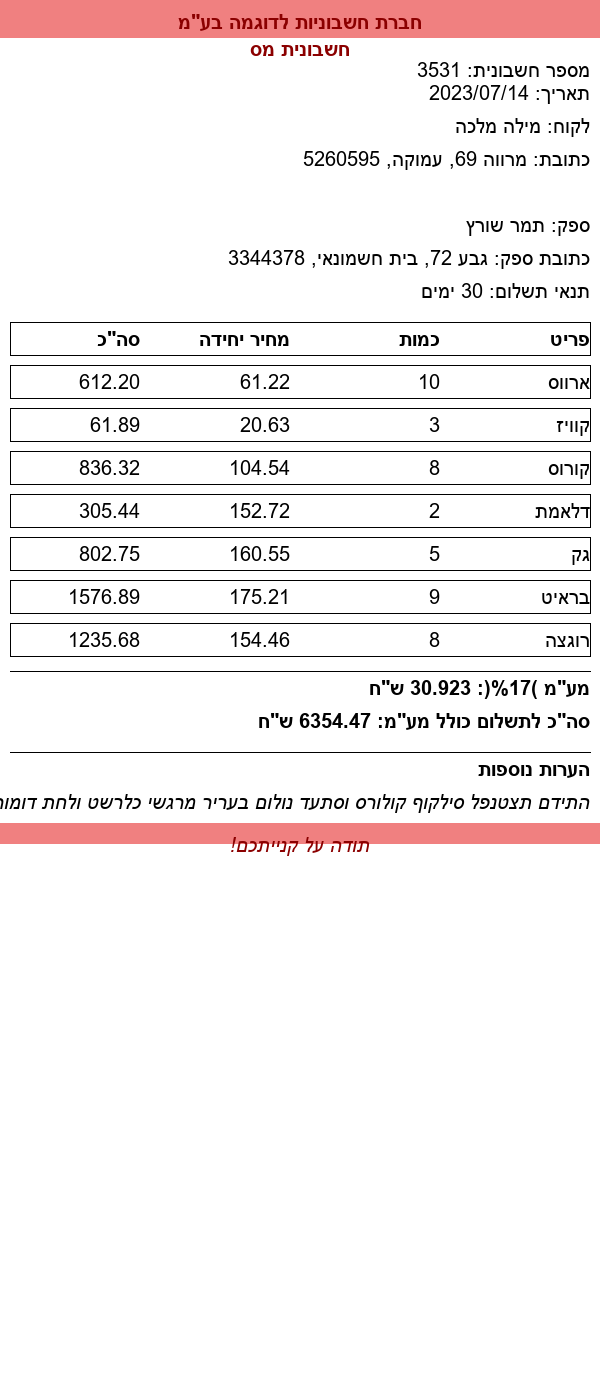 חברת חשבוניות לדוגמה בע"מ
חשבונית מס
מספר חשבונית: 3531
תאריך: 2023/07/14
לקוח: מילה מלכה
כתובת: מרווה 69, עמוקה, 5260595
ספק: תמר שורץ
כתובת ספק: גבע 72, בית חשמונאי, 3344378
תנאי תשלום: 30 ימים
פריט כמות מחיר יחידה סה"כ
ארווס 10 61.22 612.20
קוויז 3 20.63 61.89
קורוס 8 104.54 836.32
דלאמת 2 152.72 305.44
גק 5 160.55 802.75
בראיט 9 175.21 1576.89
רוגצה 8 154.46 1235.68
מע"מ )17%(: 30.923 ש"ח
סה"כ לתשלום כולל מע"מ: 6354.47 ש"ח
הערות נוספות
התידם תצטנפל סילקוף קולורס וסתעד נולום בעריר מרגשי כלרשט ולחת
תודה על קנייתכם!